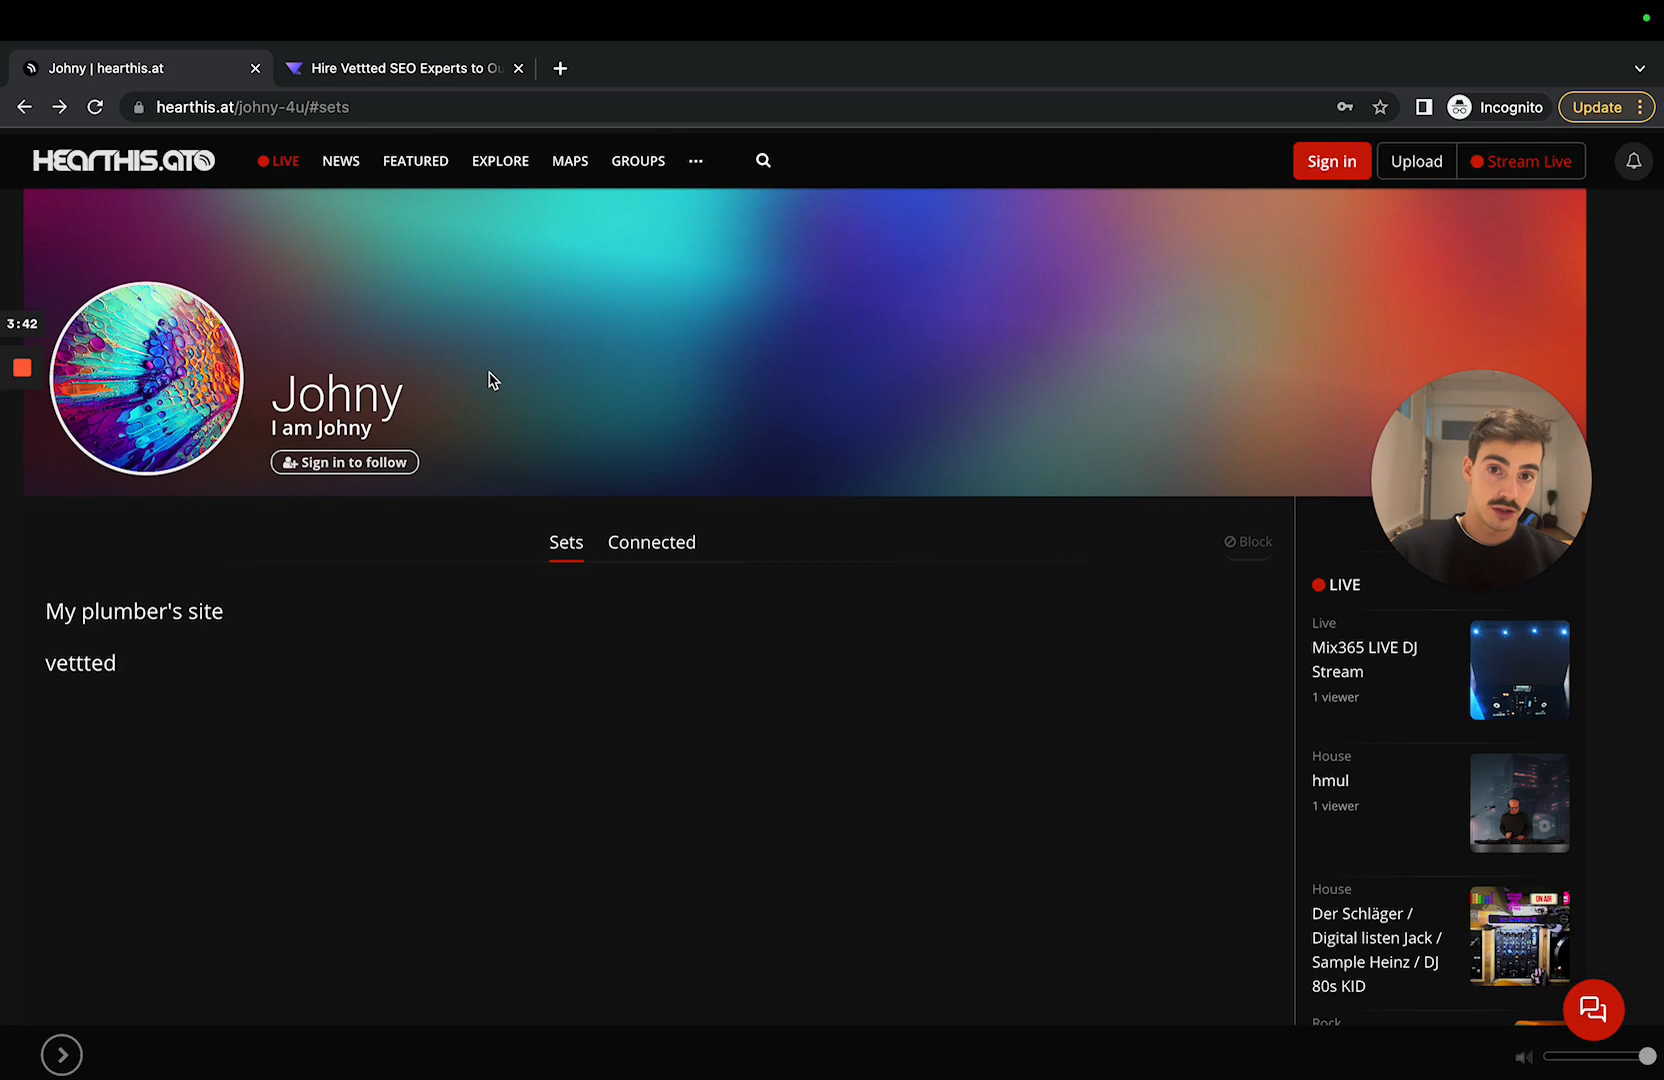 Johny | hearthis.at
Hire Vettted SEO Experts to Ou
hearthis.at/johny-4u/#sets
Incognito
Update
HEARTHIS.AT
LIVE
NEWS
FEATURED
EXPLORE
MAPS
GROUPS
Sign in
Upload
Stream Live
3:42
Johny
I am Johny
Sign in to follow
Sets
Connected
Block
My plumber's site
vettted
LIVE
Live
Mix365 LIVE DJ
Stream
1 viewer
House
hmul
1 viewer
House
Der Schläger /
Digital listen Jack /
Sample Heinz / DJ
80s KID
ON AIR
Rock